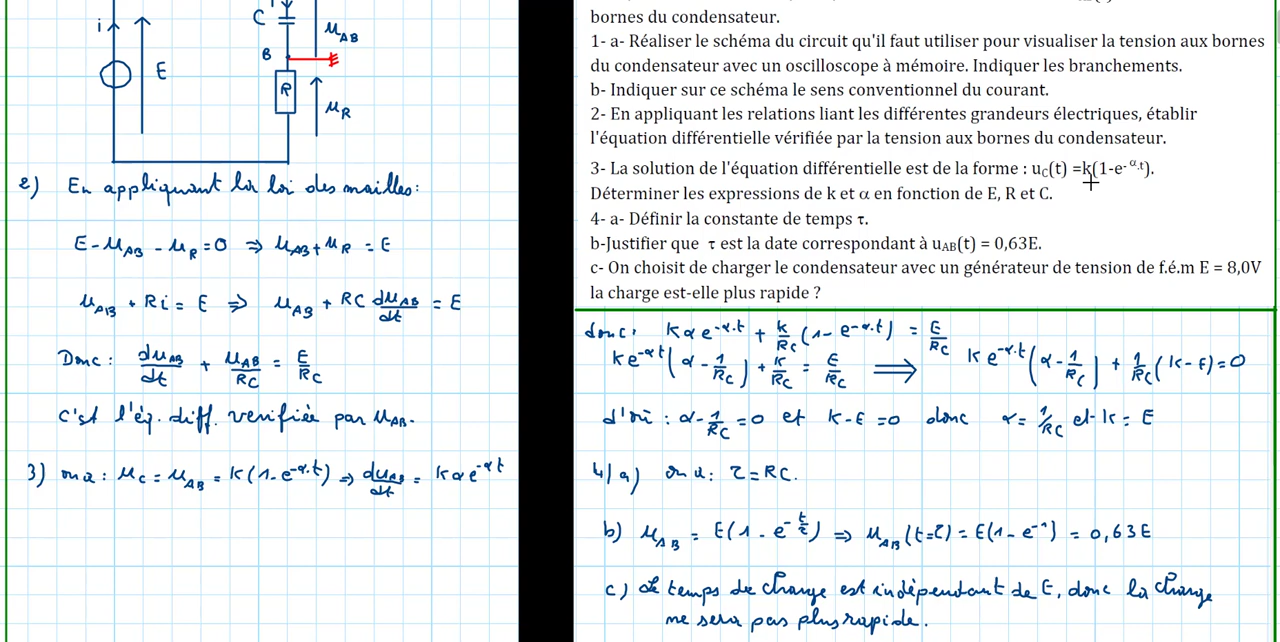 i
E
C
u_AB
B
R
u_R
2) En appliquant la loi des mailles:
E - u_AB - u_R = 0 ⇒ u_AB + u_R = E
u_AB + Ri = E ⇒ u_AB + RC du_AB/dt = E
Donc: du_AB/dt + u_AB/RC = E/RC
c'est l'éq. diff. verifiée par u_AB.
3) on a: u_C = u_AB = k(1-e^-α.t) ⇒ du_AB/dt = kαe^-αt
bornes du condensateur.
1- a- Réaliser le schéma du circuit qu'il faut utiliser pour visualiser la tension aux bornes
du condensateur avec un oscilloscope à mémoire. Indiquer les branchements.
b- Indiquer sur ce schéma le sens conventionnel du courant.
2- En appliquant les relations liant les différentes grandeurs électriques, établir
l'équation différentielle vérifiée par la tension aux bornes du condensateur.
3- La solution de l'équation différentielle est de la forme : uC(t) =k(1-e^-α.t).
Déterminer les expressions de k et α en fonction de E, R et C.
4- a- Définir la constante de temps τ.
b-Justifier que τ est la date correspondant à uAB(t) = 0,63E.
c- On choisit de charger le condensateur avec un générateur de tension de f.é.m E = 8,0V
la charge est-elle plus rapide ?
donc: kαe^-α.t + k/RC (1-e^-α.t) = E/RC
ke^-αt (α - 1/RC) + k/RC = E/RC ⟹ ke^-α.t (α - 1/RC) + 1/RC (k-E) = 0
d'où: α - 1/RC = 0 et k-E = 0 donc α = 1/RC et k = E
4/a) on a: τ = RC.
b) u_AB = E(1 - e^-t/τ) ⇒ u_AB (t=τ) = E(1-e^-1) = 0,63E
c) Le temps de charge est indépendant de E, donc la charge
ne sera pas plus rapide.